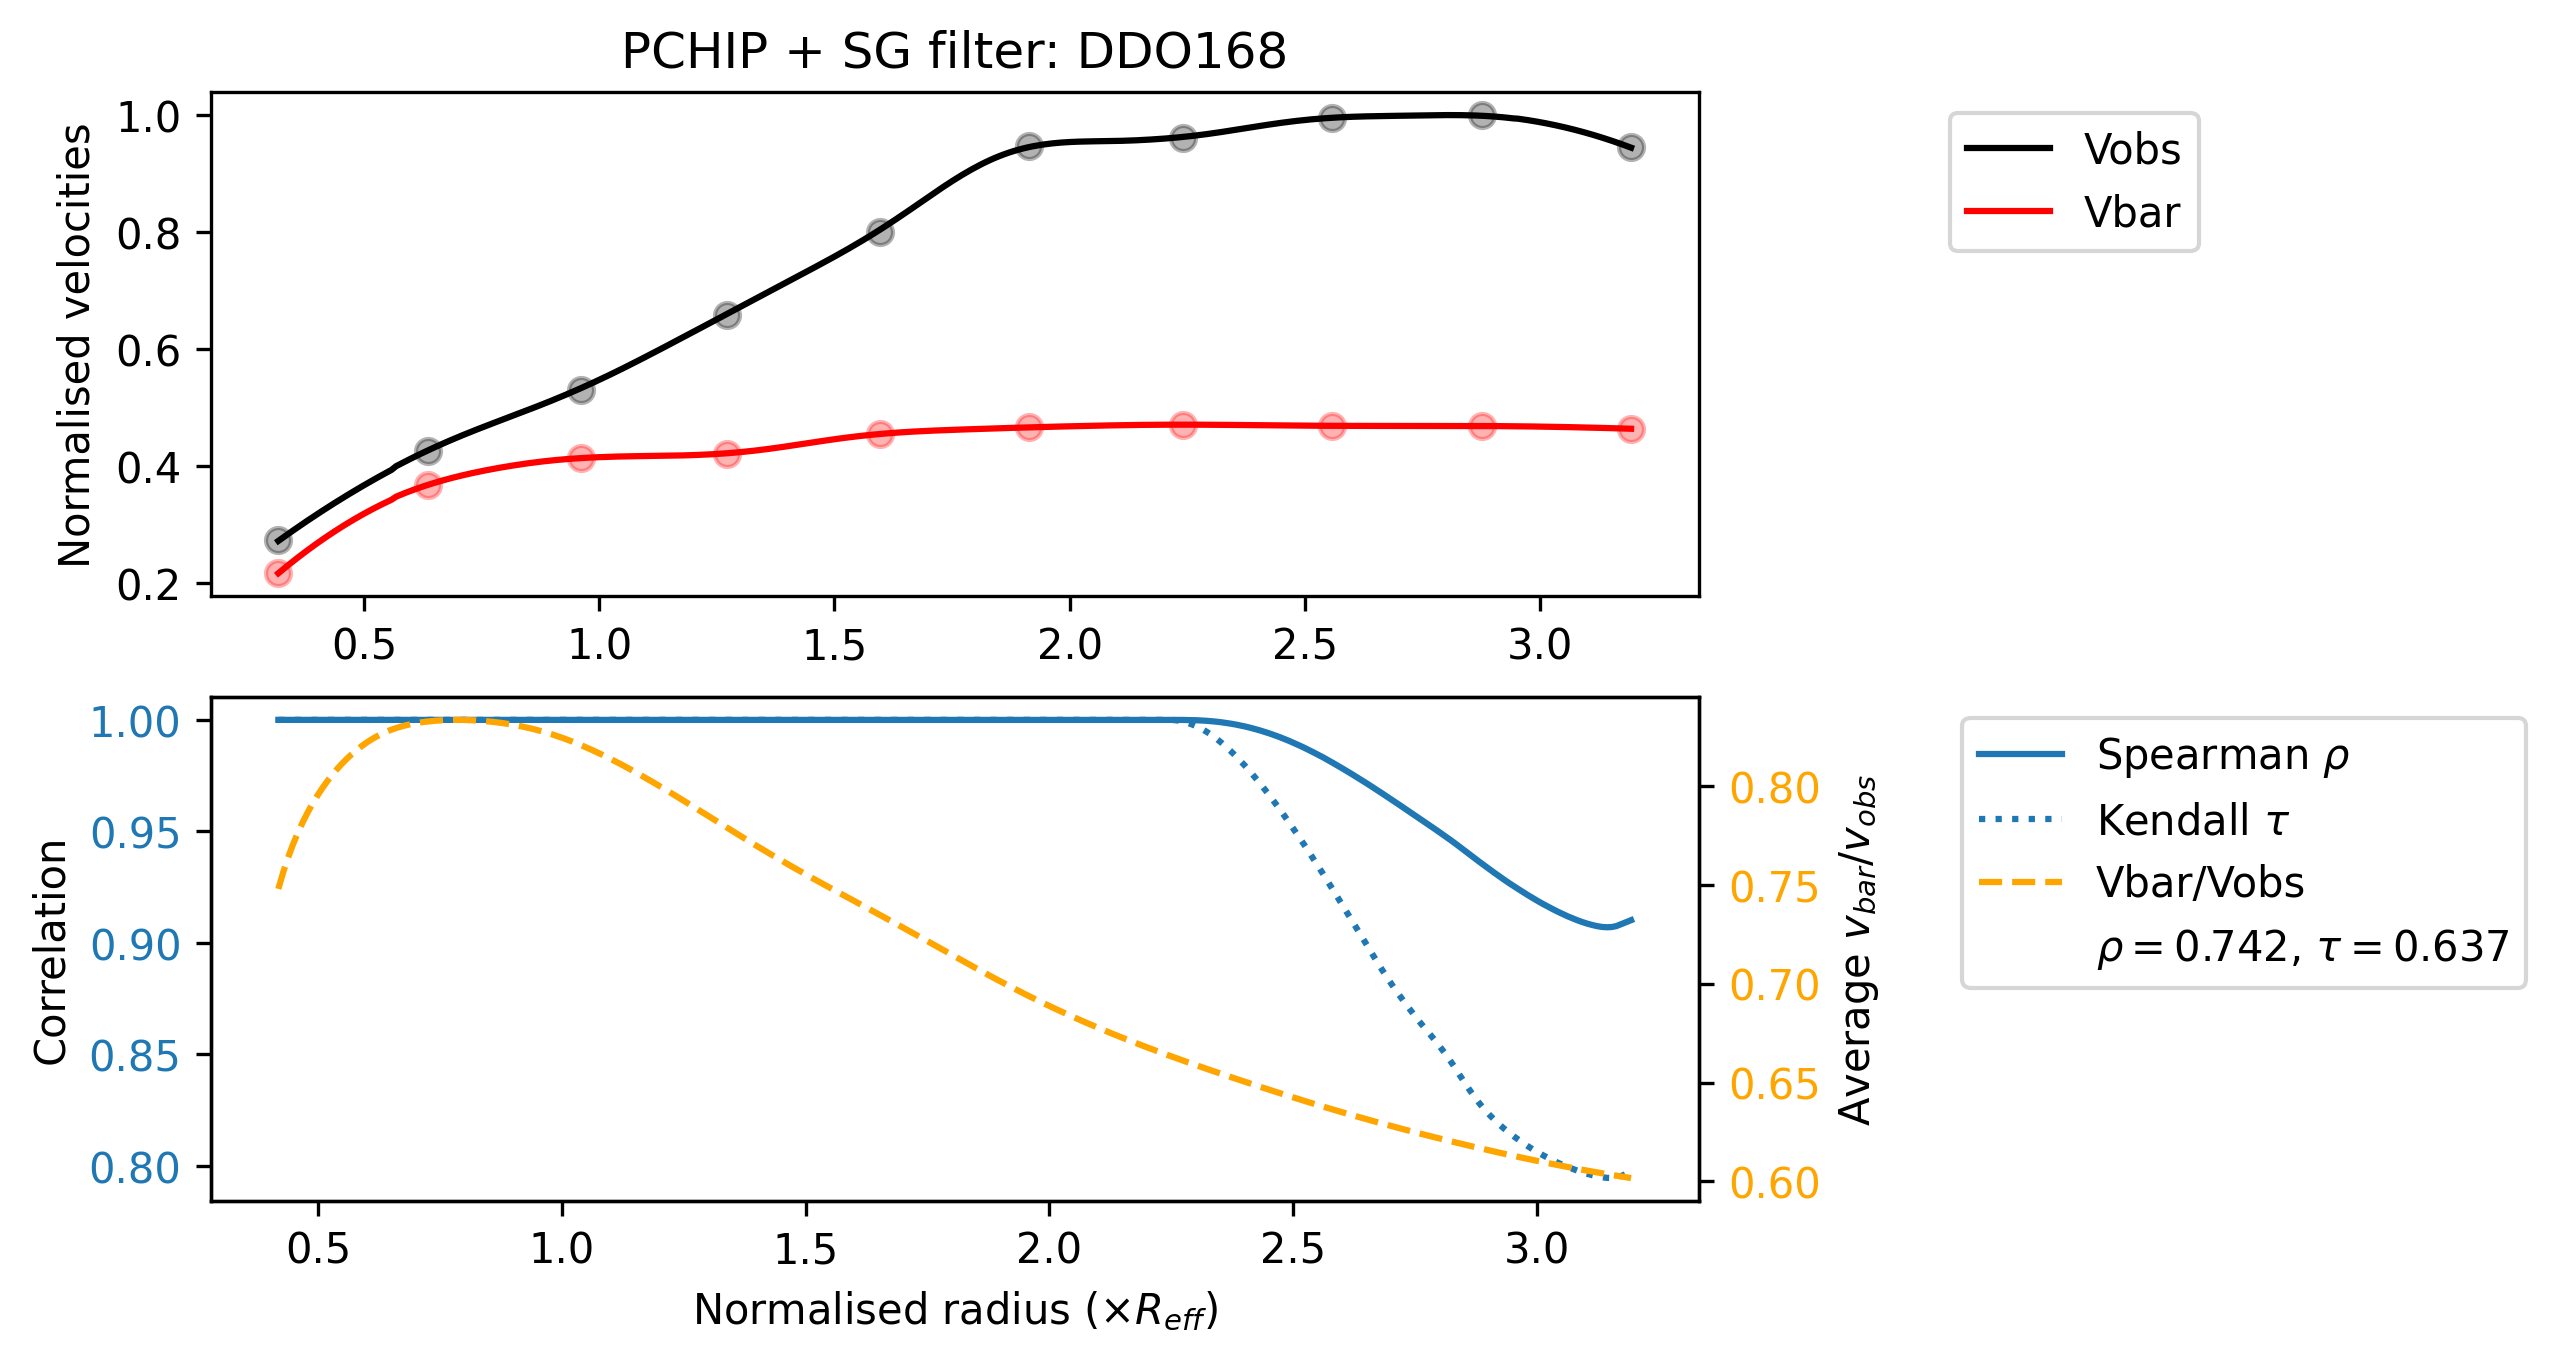 PCHIP + SG filter: DDO168
Normalised velocities
1.0
0.8
0.6
0.4
0.2
0.5 1.0 1.5 2.0 2.5 3.0
Vobs
Vbar
Correlation
1.00
0.95
0.90
0.85
0.80
0.5 1.0 1.5 2.0 2.5 3.0
Normalised radius (×R_eff)
0.80
0.75
0.70
0.65
0.60
Average v_bar/v_obs
Spearman ρ
Kendall τ
Vbar/Vobs
ρ = 0.742, τ = 0.637